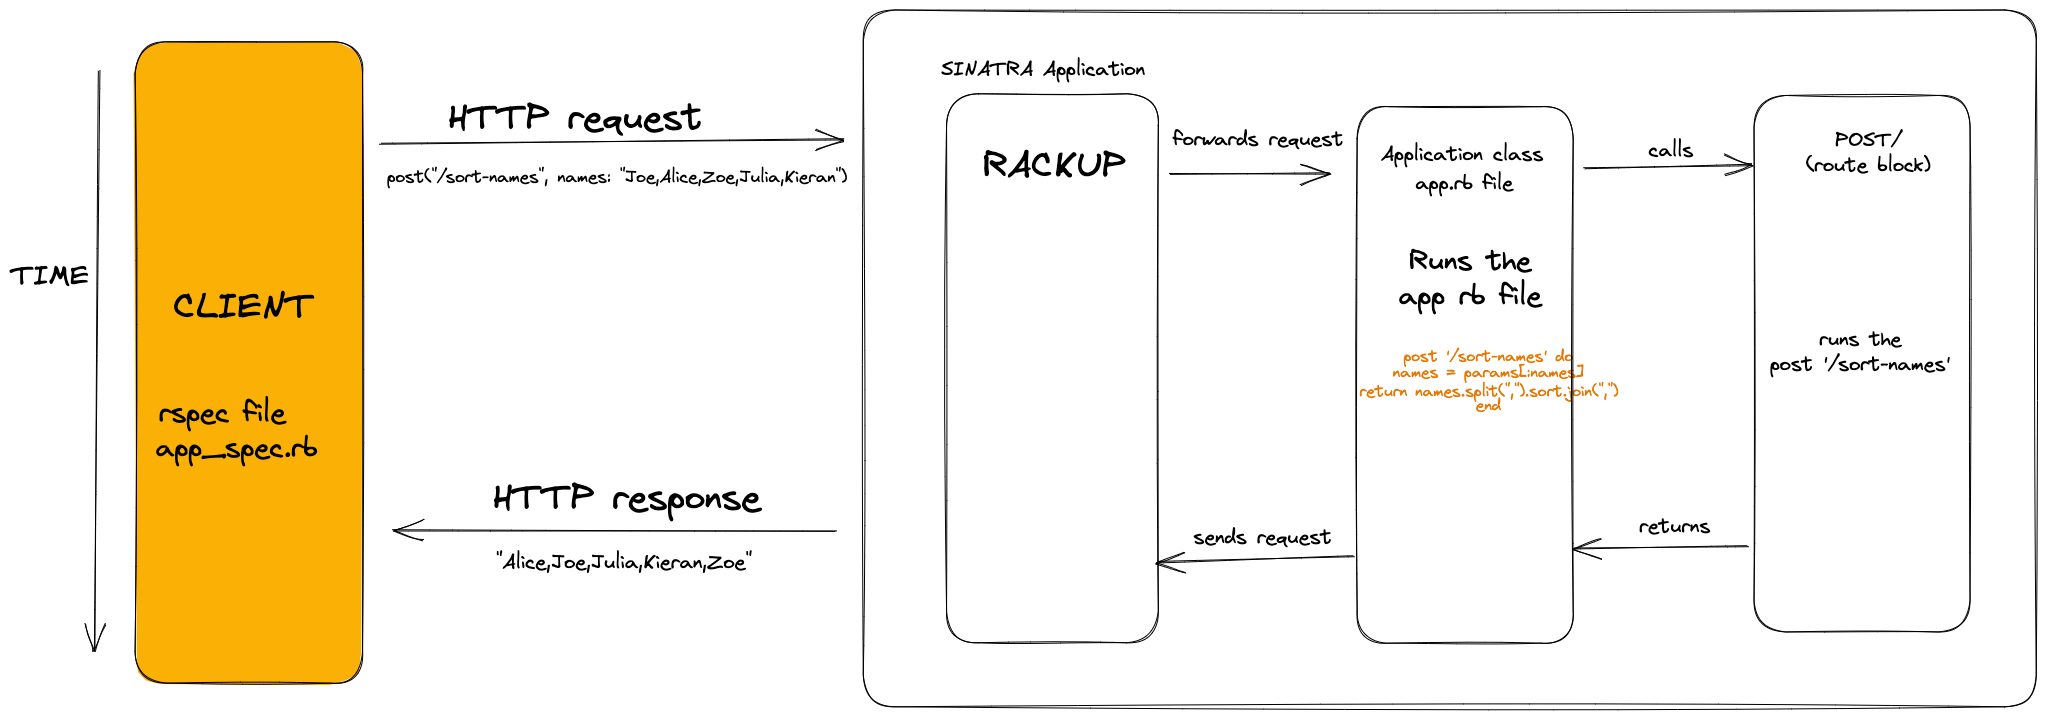 TIME
CLIENT
rspec file
app_spec.rb
HTTP request
post("/sort-names", names: "Joe,Alice,Zoe,Julia,Kieran")
HTTP response
"Alice,Joe,Julia,Kieran,Zoe"
SINATRA Application
RACKUP
forwards request
sends request
Application class
app.rb file
Runs the
app rb file
post '/sort-names' do
names = params[:names]
return names.split(",").sort.join(",")
end
calls
returns
POST/
(route block)
runs the
post '/sort-names'